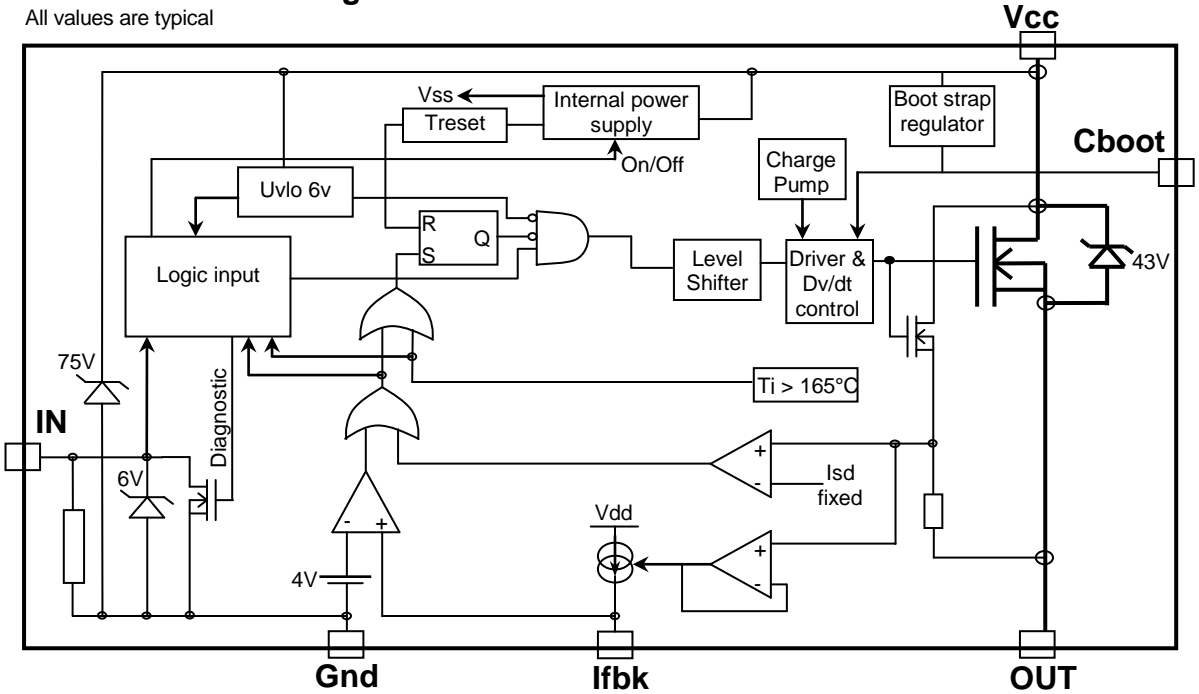 All values are typical
Vcc
Vss
Internal power
supply
Treset
Boot strap
regulator
Cboot
On/Off
Charge
Pump
Uvlo 6v
R
S
Q
Logic input
Level
Shifter
Driver &
Dv/dt
control
43V
75V
Tj > 165°C
IN
Diagnostic
6V
+
-
Isd
fixed
Vdd
-
+
+
-
4V
Gnd
Ifbk
OUT